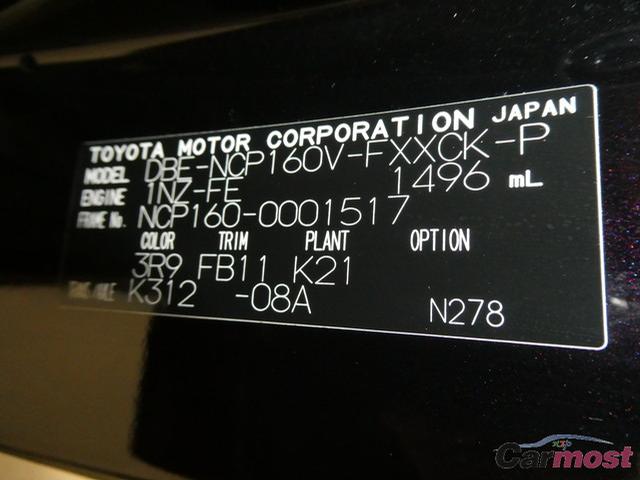 TOYOTA MOTOR CORPORATION JAPAN
MODEL DBE-NCP160V-FXXCK-P
ENGINE 1NZ-FE 1496 mL
FRAME No. NCP160-0001517
COLOR TRIM PLANT OPTION
3R9 FB11 K21
TRANS/AXLE K312 -08A
N278
Carmost